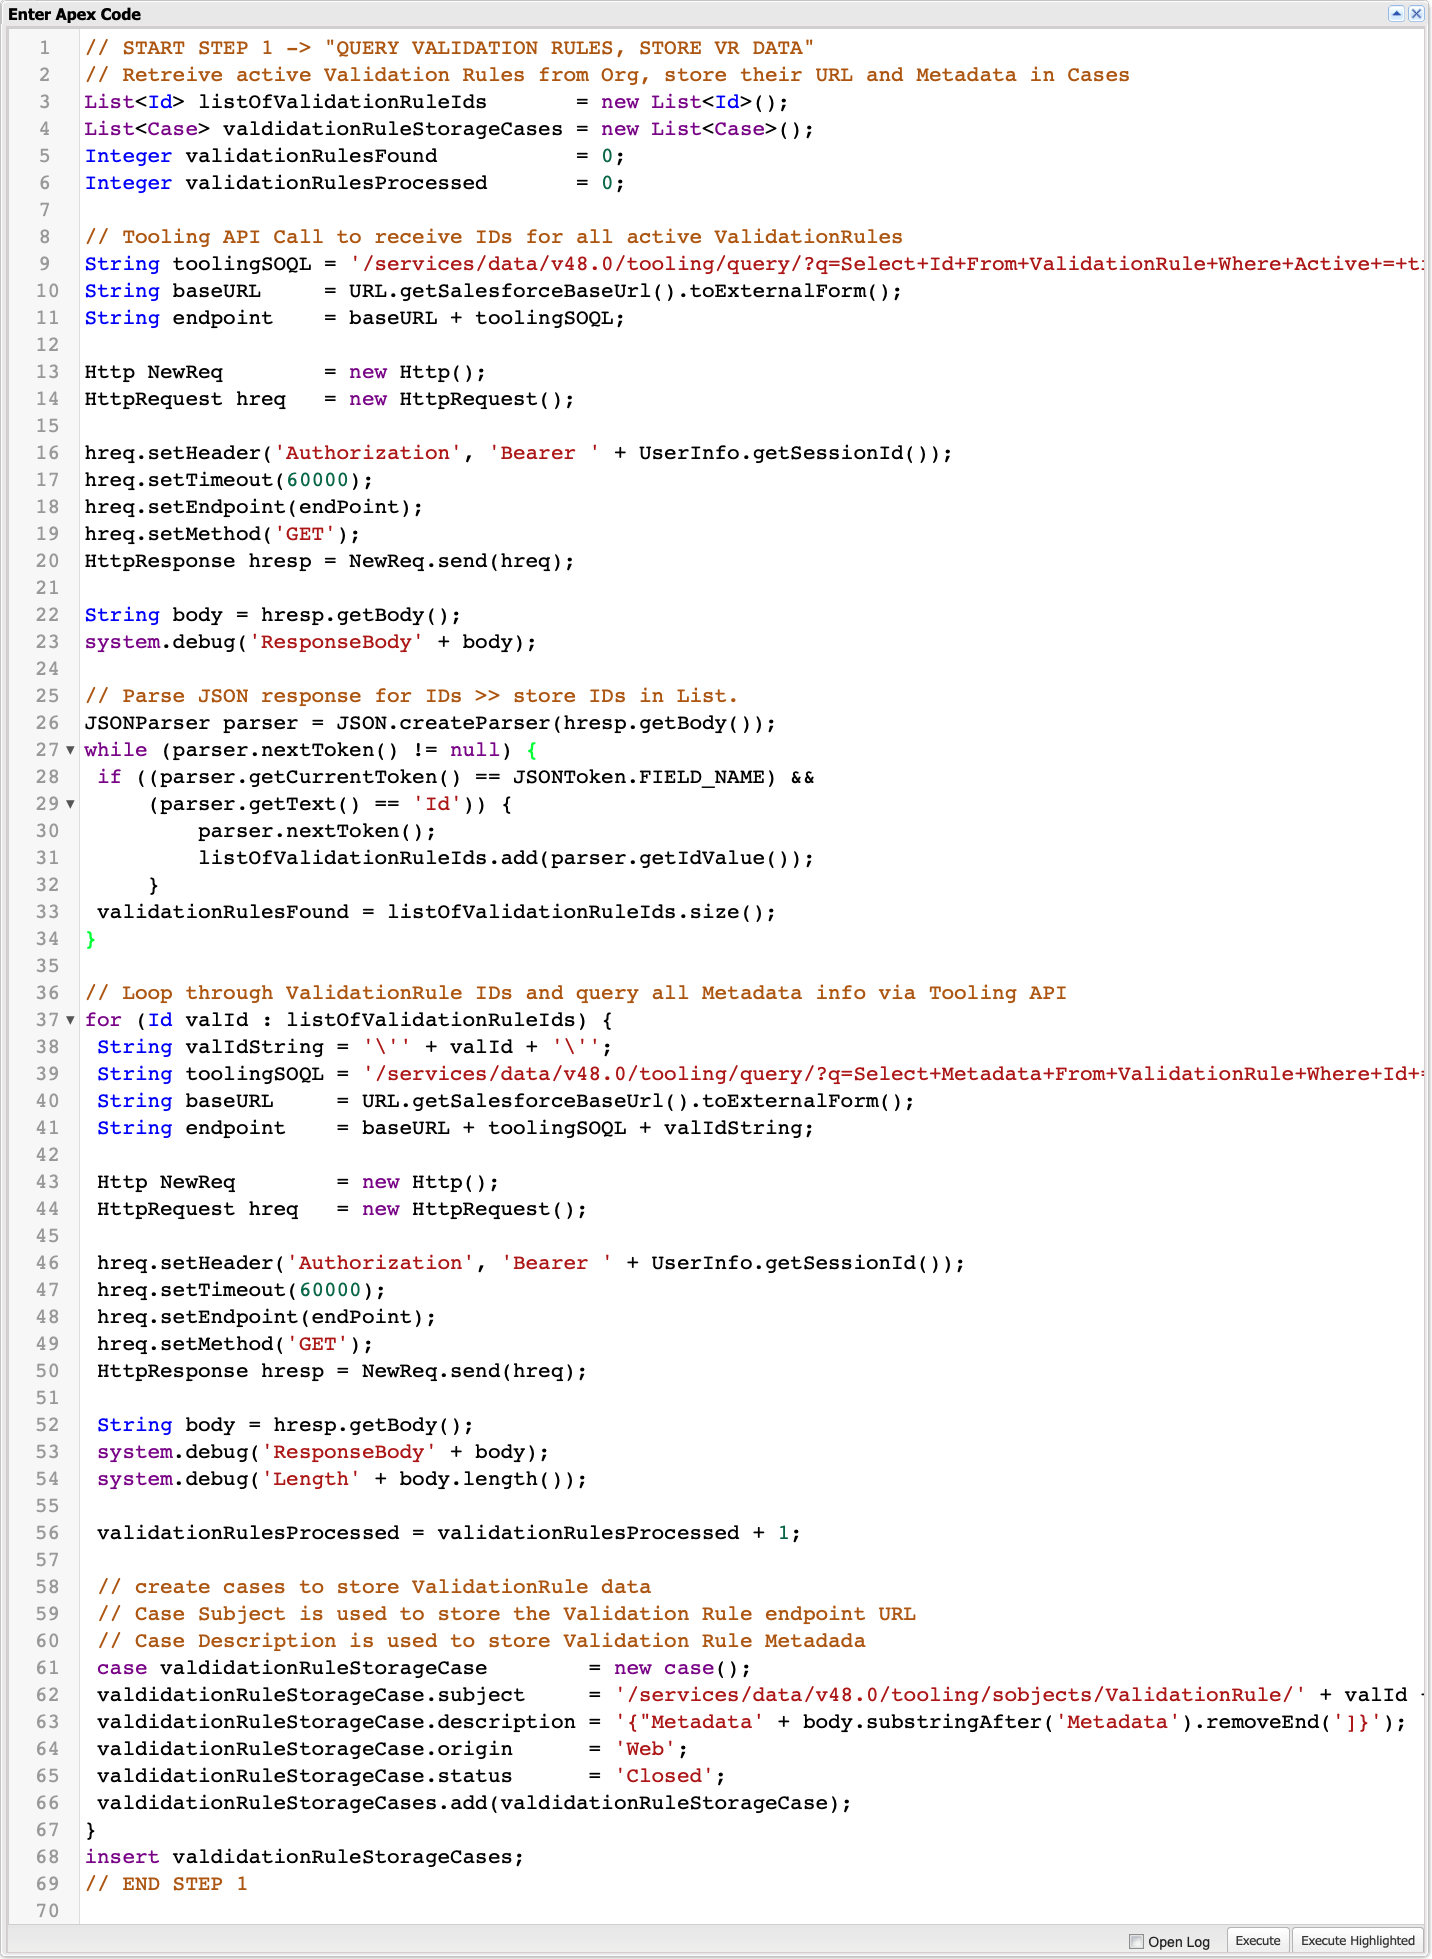 Enter Apex Code
1 // START STEP 1 -> "QUERY VALIDATION RULES, STORE VR DATA"
2 // Retreive active Validation Rules from Org, store their URL and Metadata in Cases
3 List<Id> listOfValidationRuleIds       = new List<Id>();
4 List<Case> valdidationRuleStorageCases = new List<Case>();
5 Integer validationRulesFound           = 0;
6 Integer validationRulesProcessed       = 0;
7
8 // Tooling API Call to receive IDs for all active ValidationRules
9 String toolingSOQL = '/services/data/v48.0/tooling/query/?q=Select+Id+From+ValidationRule+Where+Active+=+t
10 String baseURL     = URL.getSalesforceBaseUrl().toExternalForm();
11 String endpoint    = baseURL + toolingSOQL;
12
13 Http NewReq        = new Http();
14 HttpRequest hreq   = new HttpRequest();
15
16 hreq.setHeader('Authorization', 'Bearer ' + UserInfo.getSessionId());
17 hreq.setTimeout(60000);
18 hreq.setEndpoint(endPoint);
19 hreq.setMethod('GET');
20 HttpResponse hresp = NewReq.send(hreq);
21
22 String body = hresp.getBody();
23 system.debug('ResponseBody' + body);
24
25 // Parse JSON response for IDs >> store IDs in List.
26 JSONParser parser = JSON.createParser(hresp.getBody());
27 ▼ while (parser.nextToken() != null) {
28  if ((parser.getCurrentToken() == JSONToken.FIELD_NAME) &&
29 ▼     (parser.getText() == 'Id')) {
30         parser.nextToken();
31         listOfValidationRuleIds.add(parser.getIdValue());
32     }
33  validationRulesFound = listOfValidationRuleIds.size();
34 }
35
36 // Loop through ValidationRule IDs and query all Metadata info via Tooling API
37 ▼ for (Id valId : listOfValidationRuleIds) {
38  String valIdString = '\'' + valId + '\'';
39  String toolingSOQL = '/services/data/v48.0/tooling/query/?q=Select+Metadata+From+ValidationRule+Where+Id+=
40  String baseURL     = URL.getSalesforceBaseUrl().toExternalForm();
41  String endpoint    = baseURL + toolingSOQL + valIdString;
42
43  Http NewReq        = new Http();
44  HttpRequest hreq   = new HttpRequest();
45
46  hreq.setHeader('Authorization', 'Bearer ' + UserInfo.getSessionId());
47  hreq.setTimeout(60000);
48  hreq.setEndpoint(endPoint);
49  hreq.setMethod('GET');
50  HttpResponse hresp = NewReq.send(hreq);
51
52  String body = hresp.getBody();
53  system.debug('ResponseBody' + body);
54  system.debug('Length' + body.length());
55
56  validationRulesProcessed = validationRulesProcessed + 1;
57
58  // create cases to store ValidationRule data
59  // Case Subject is used to store the Validation Rule endpoint URL
60  // Case Description is used to store Validation Rule Metadada
61  case valdidationRuleStorageCase        = new case();
62  valdidationRuleStorageCase.subject     = '/services/data/v48.0/tooling/sobjects/ValidationRule/' + valId
63  valdidationRuleStorageCase.description = '{"Metadata' + body.substringAfter('Metadata').removeEnd(']}');
64  valdidationRuleStorageCase.origin      = 'Web';
65  valdidationRuleStorageCase.status      = 'Closed';
66  valdidationRuleStorageCases.add(valdidationRuleStorageCase);
67 }
68 insert valdidationRuleStorageCases;
69 // END STEP 1
70
Open Log Execute Execute Highlighted